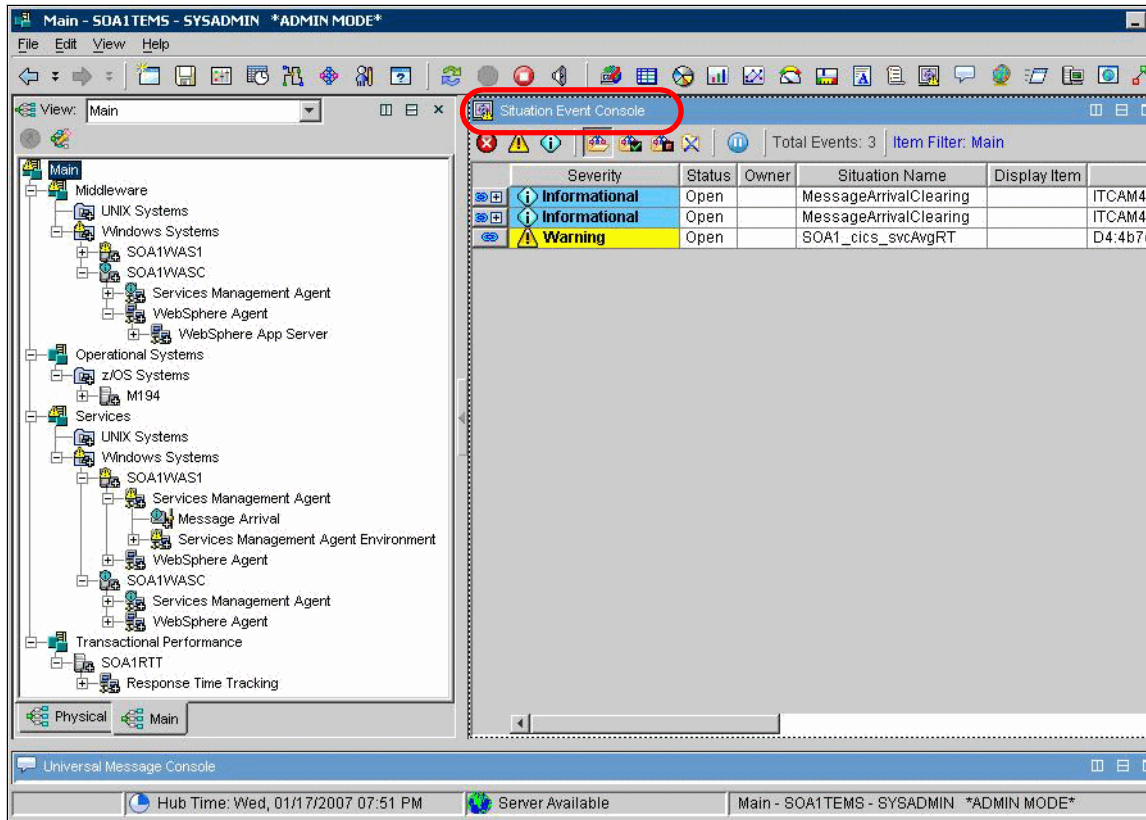 Main - SOA1TEMS - SYSADMIN *ADMIN MODE*
File Edit View Help
View: Main
Main
Middleware
UNIX Systems
Windows Systems
SOA1WAS1
SOA1WASC
Services Management Agent
WebSphere Agent
WebSphere App Server
Operational Systems
z/OS Systems
M194
Services
UNIX Systems
Windows Systems
SOA1WAS1
Services Management Agent
Message Arrival
Services Management Agent Environment
WebSphere Agent
SOA1WASC
Services Management Agent
WebSphere Agent
Transactional Performance
SOA1RTT
Response Time Tracking
Physical Main
Situation Event Console
Total Events: 3 Item Filter: Main
Severity Status Owner Situation Name Display Item
Informational Open MessageArrivalClearing ITCAM4
Informational Open MessageArrivalClearing ITCAM4
Warning Open SOA1_cics_svcAvgRT
Universal Message Console
Hub Time: Wed, 01/17/2007 07:51 PM Server Available Main - SOA1TEMS - SYSADMIN *ADMIN MODE*